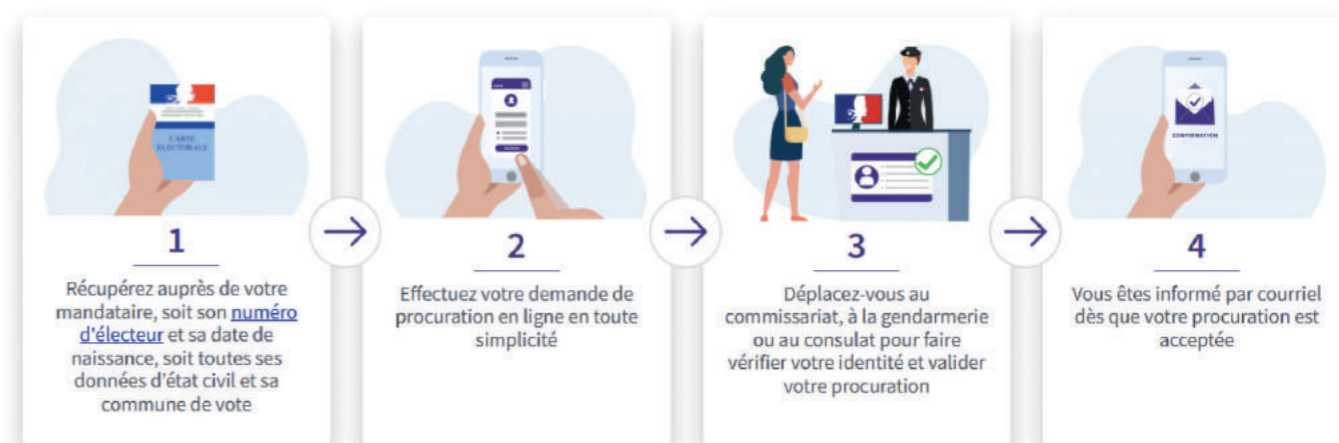 CARTE
ÉLECTORALE
1
Récupérez auprès de votre
mandataire, soit son numéro
d'électeur et sa date de
naissance, soit toutes ses
données d'état civil et sa
commune de vote
2
Effectuez votre demande de
procuration en ligne en toute
simplicité
3
Déplacez-vous au
commissariat, à la gendarmerie
ou au consulat pour faire
vérifier votre identité et valider
votre procuration
CONFIRMATION
4
Vous êtes informé par courriel
dès que votre procuration est
acceptée